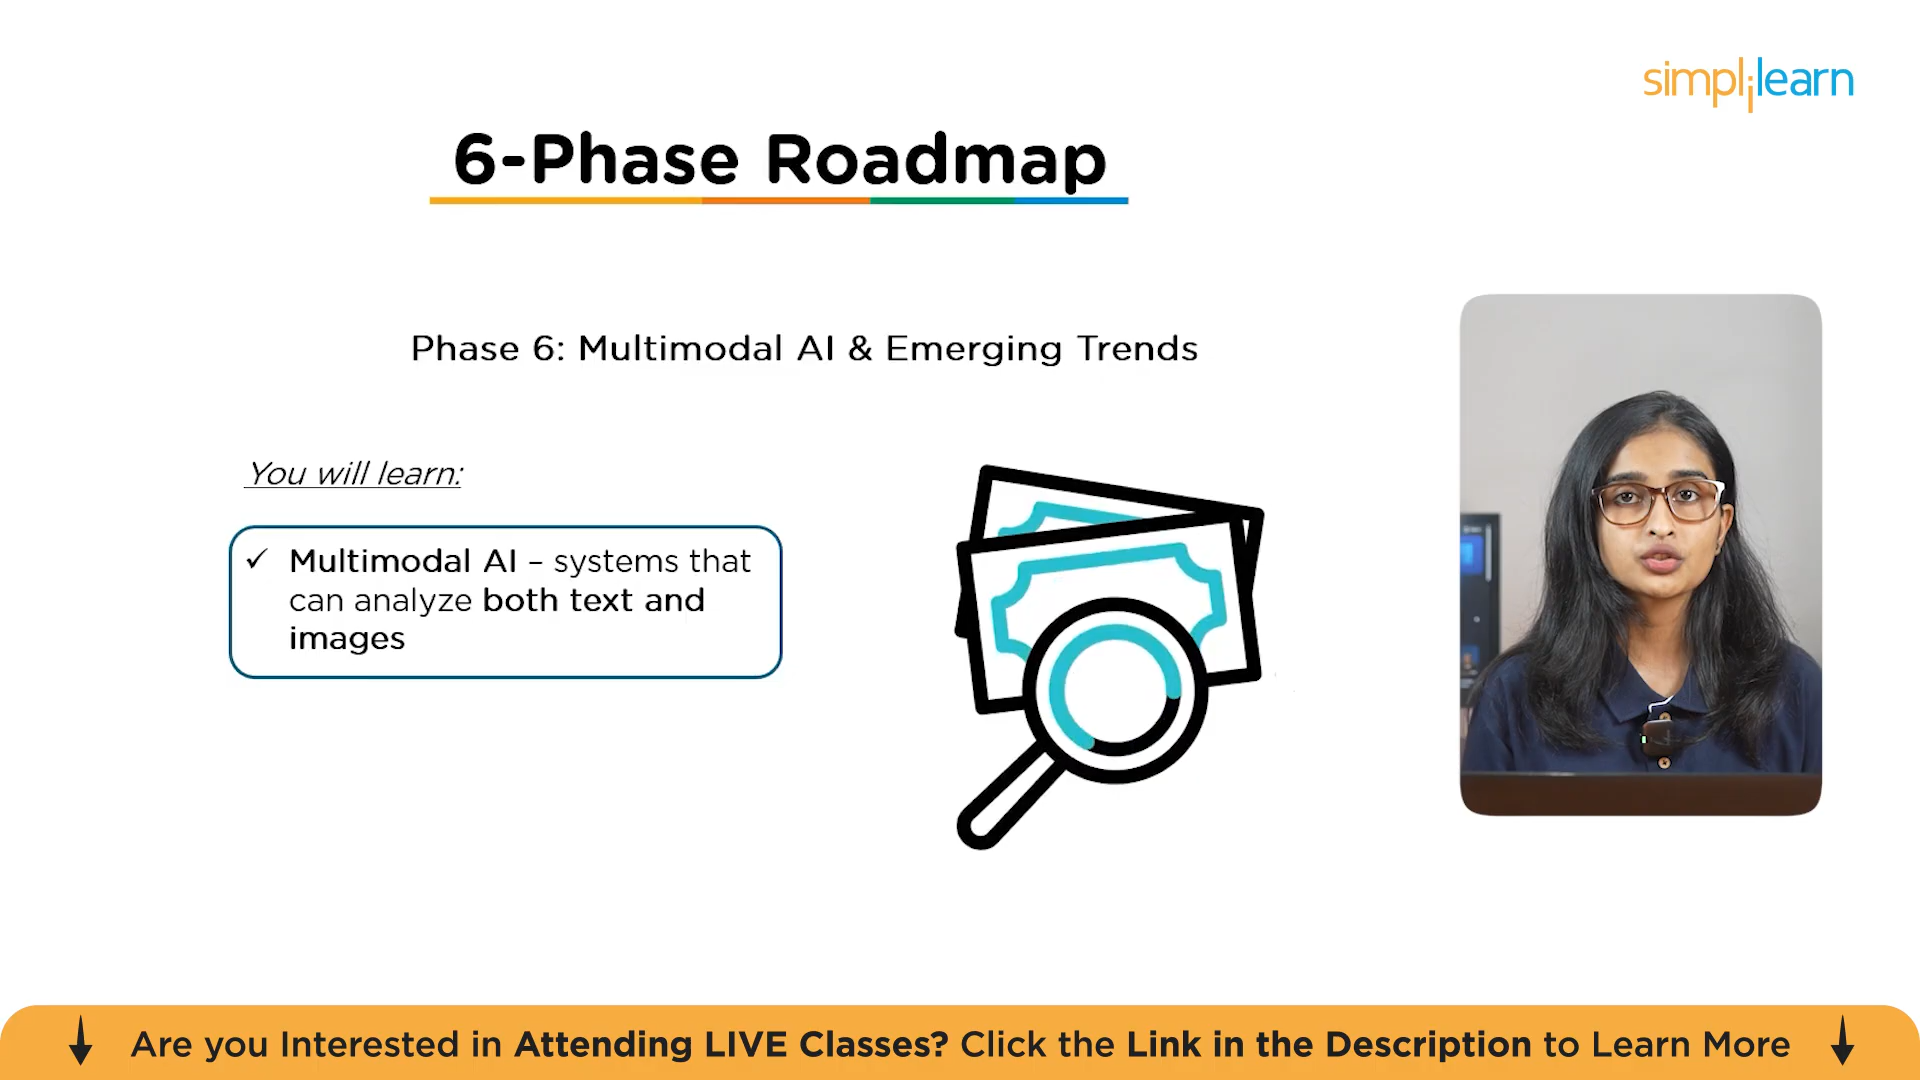 simplilearn
6-Phase Roadmap
Phase 6: Multimodal AI & Emerging Trends
You will learn:
✓ Multimodal AI – systems that
can analyze both text and
images
Are you Interested in Attending LIVE Classes? Click the Link in the Description to Learn More